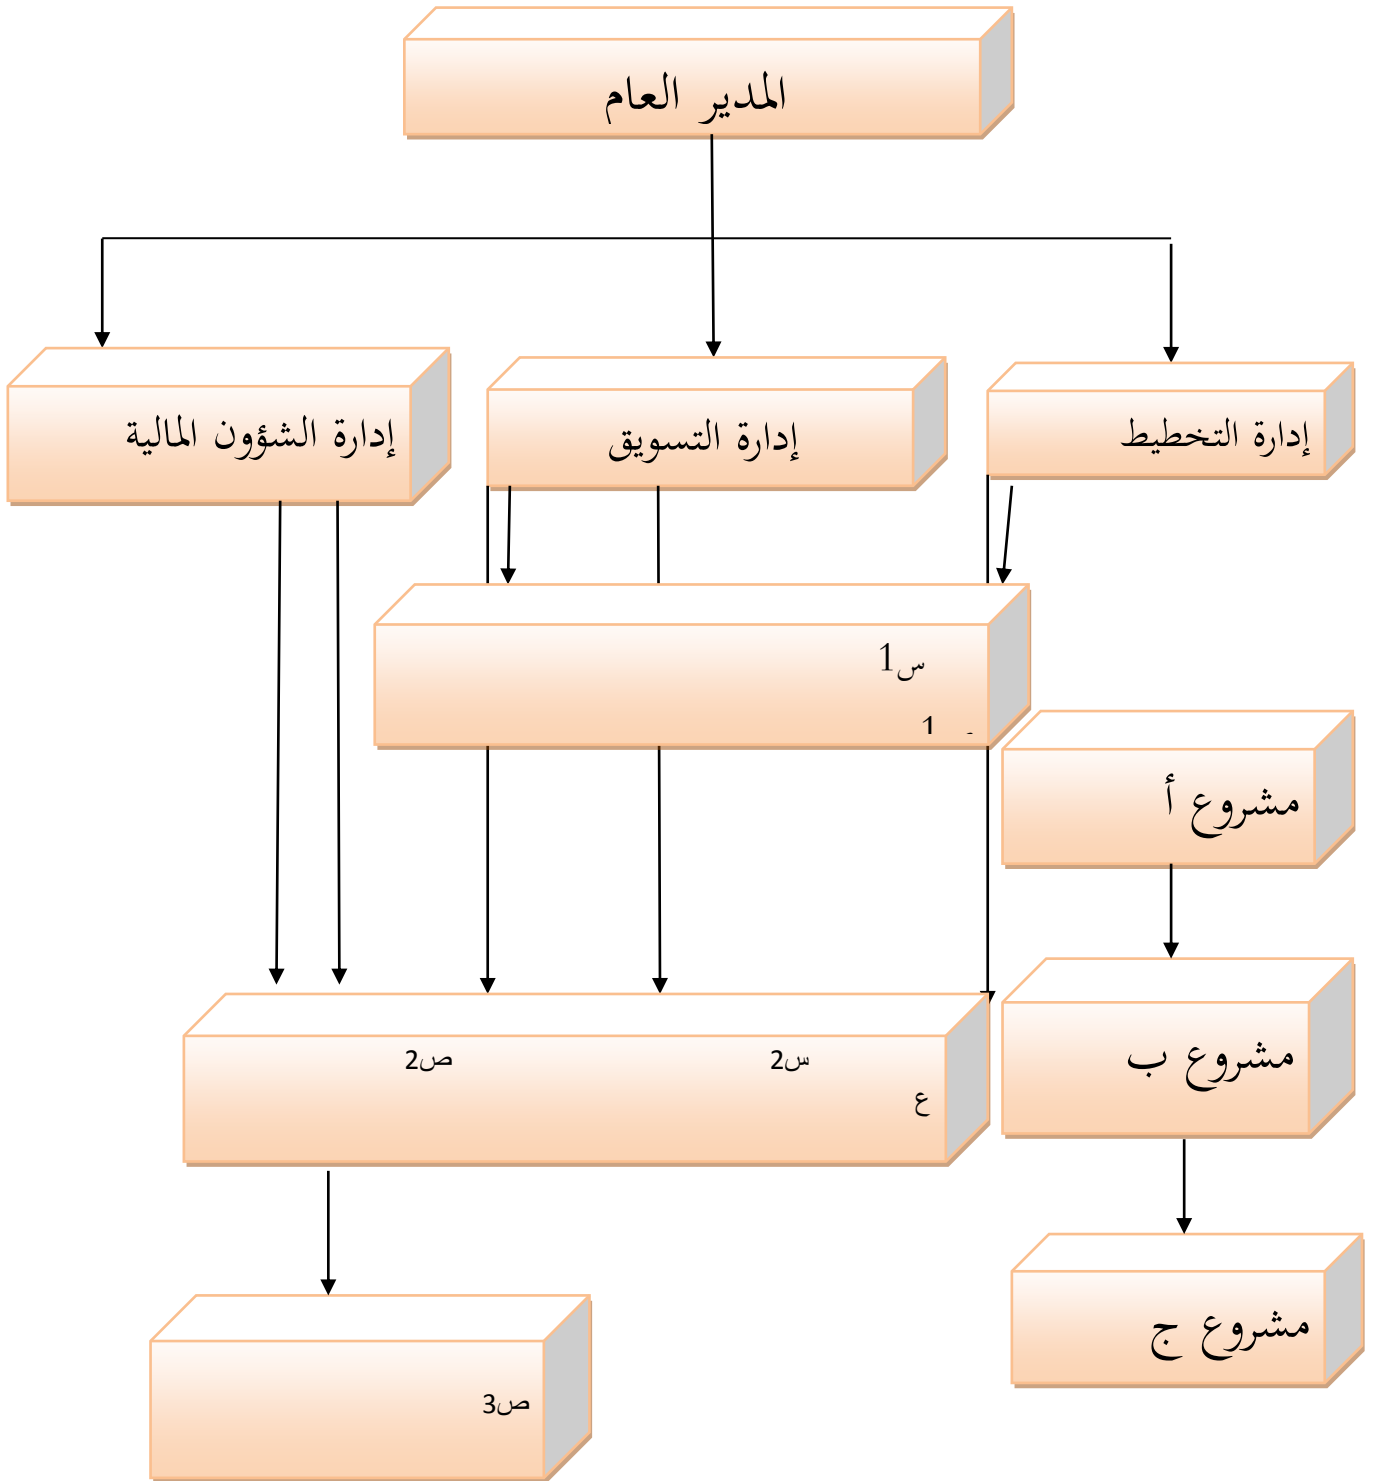 المدير العام
إدارة التخطيط
إدارة التسويق
إدارة الشؤون المالية
س1
1
مشروع أ
مشروع ب
س2 ص2
ع
مشروع ج
ص3